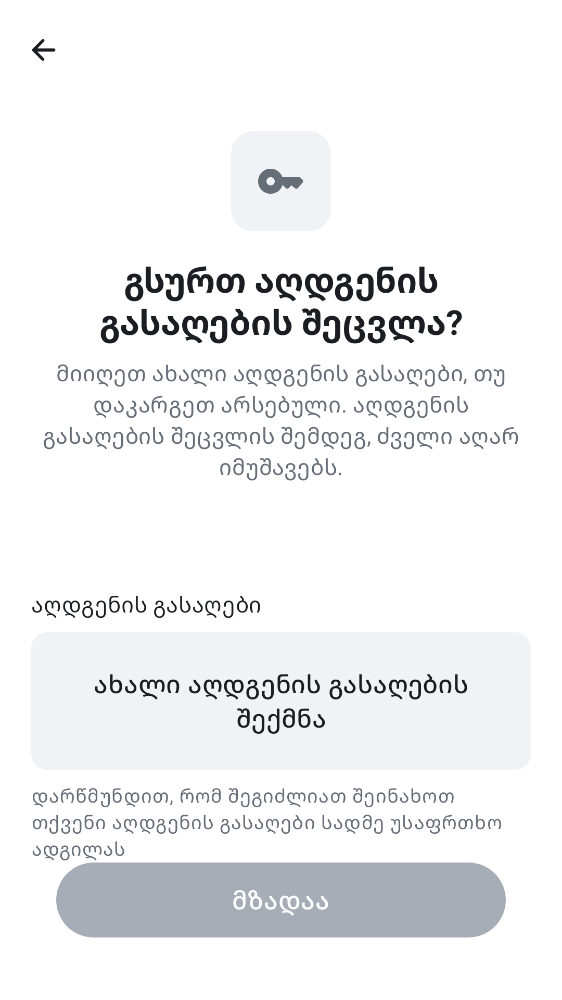 გსურთ აღდგენის
გასაღების შეცვლა?
მიიღეთ ახალი აღდგენის გასაღები, თუ
დაკარგეთ არსებული. აღდგენის
გასაღების შეცვლის შემდეგ, ძველი აღარ
იმუშავებს.
აღდგენის გასაღები
ახალი აღდგენის გასაღების
შექმნა
დარწმუნდით, რომ შეგიძლიათ შეინახოთ
თქვენი აღდგენის გასაღები სადმე უსაფრთხო
ადგილას
მზადაა